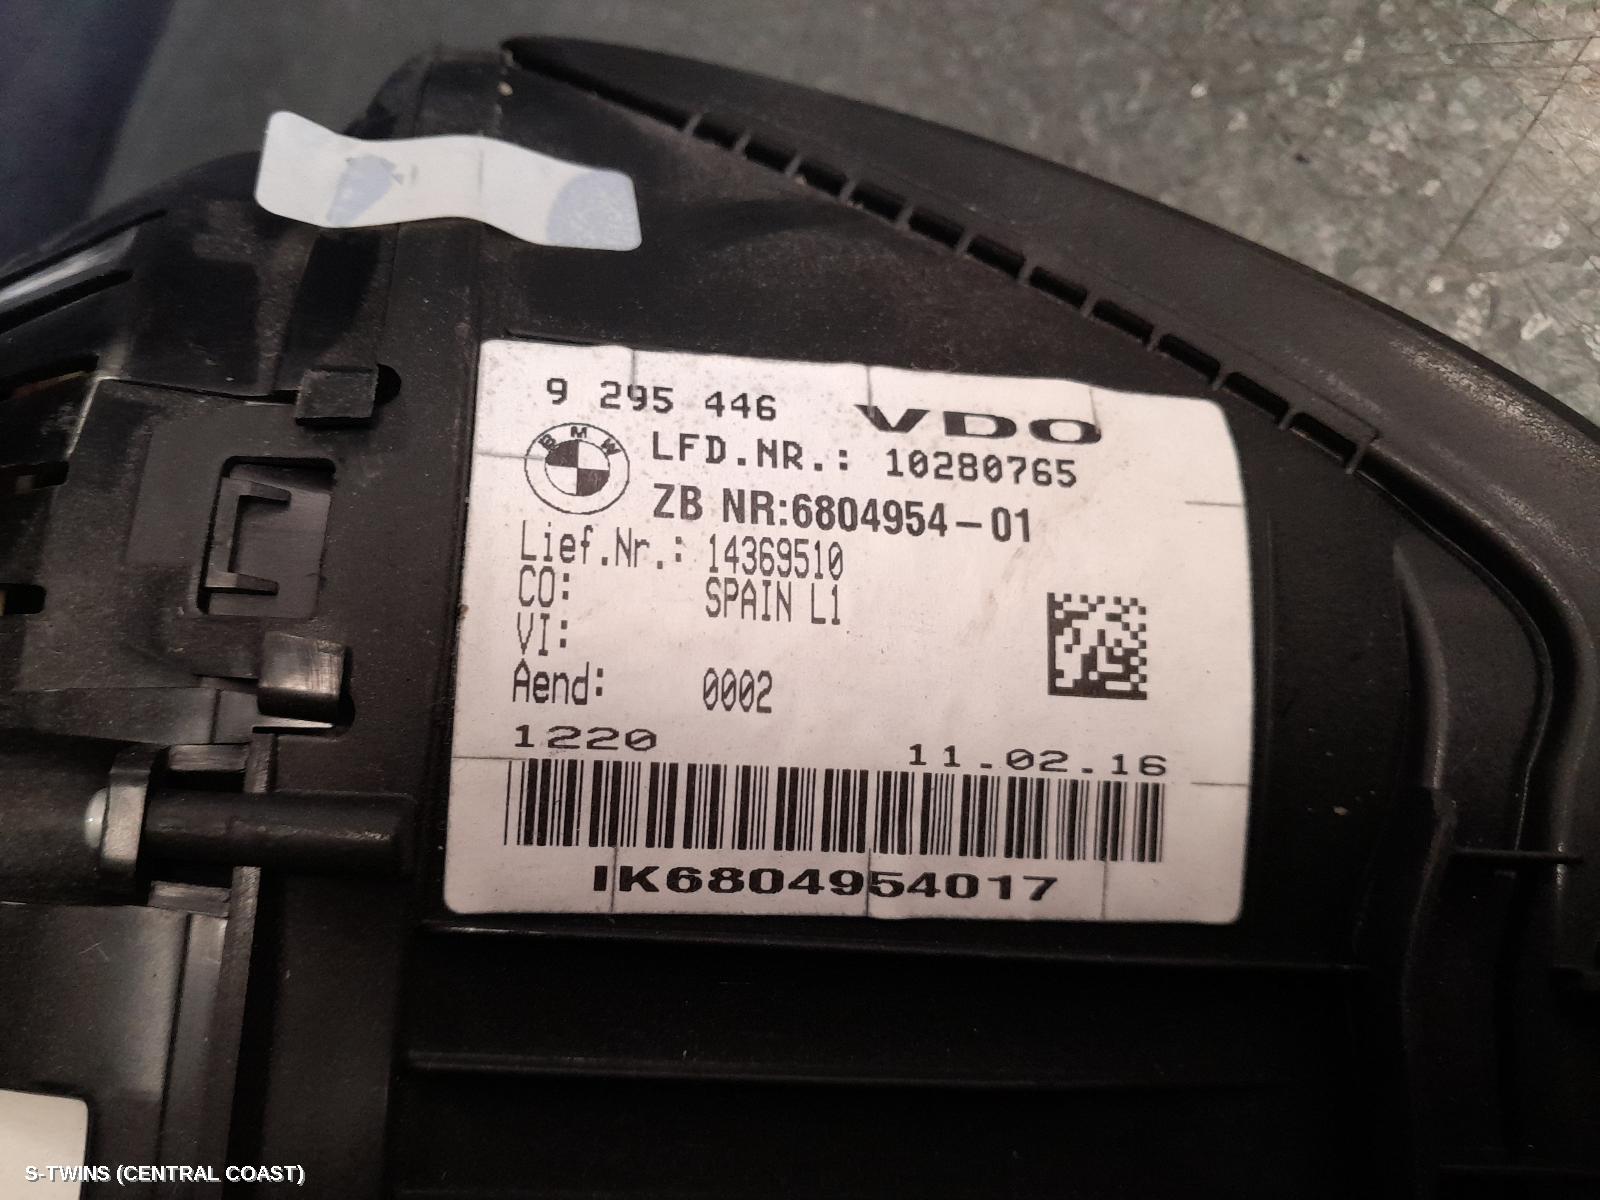 9 295 446 VDO
BMW LFD.NR.: 10280765
ZB NR:6804954-01
Lief.Nr.: 14369510
CO: SPAIN L1
VI:
Aend: 0002
1220 11.02.16
IK6804954017
S-TWINS (CENTRAL COAST)